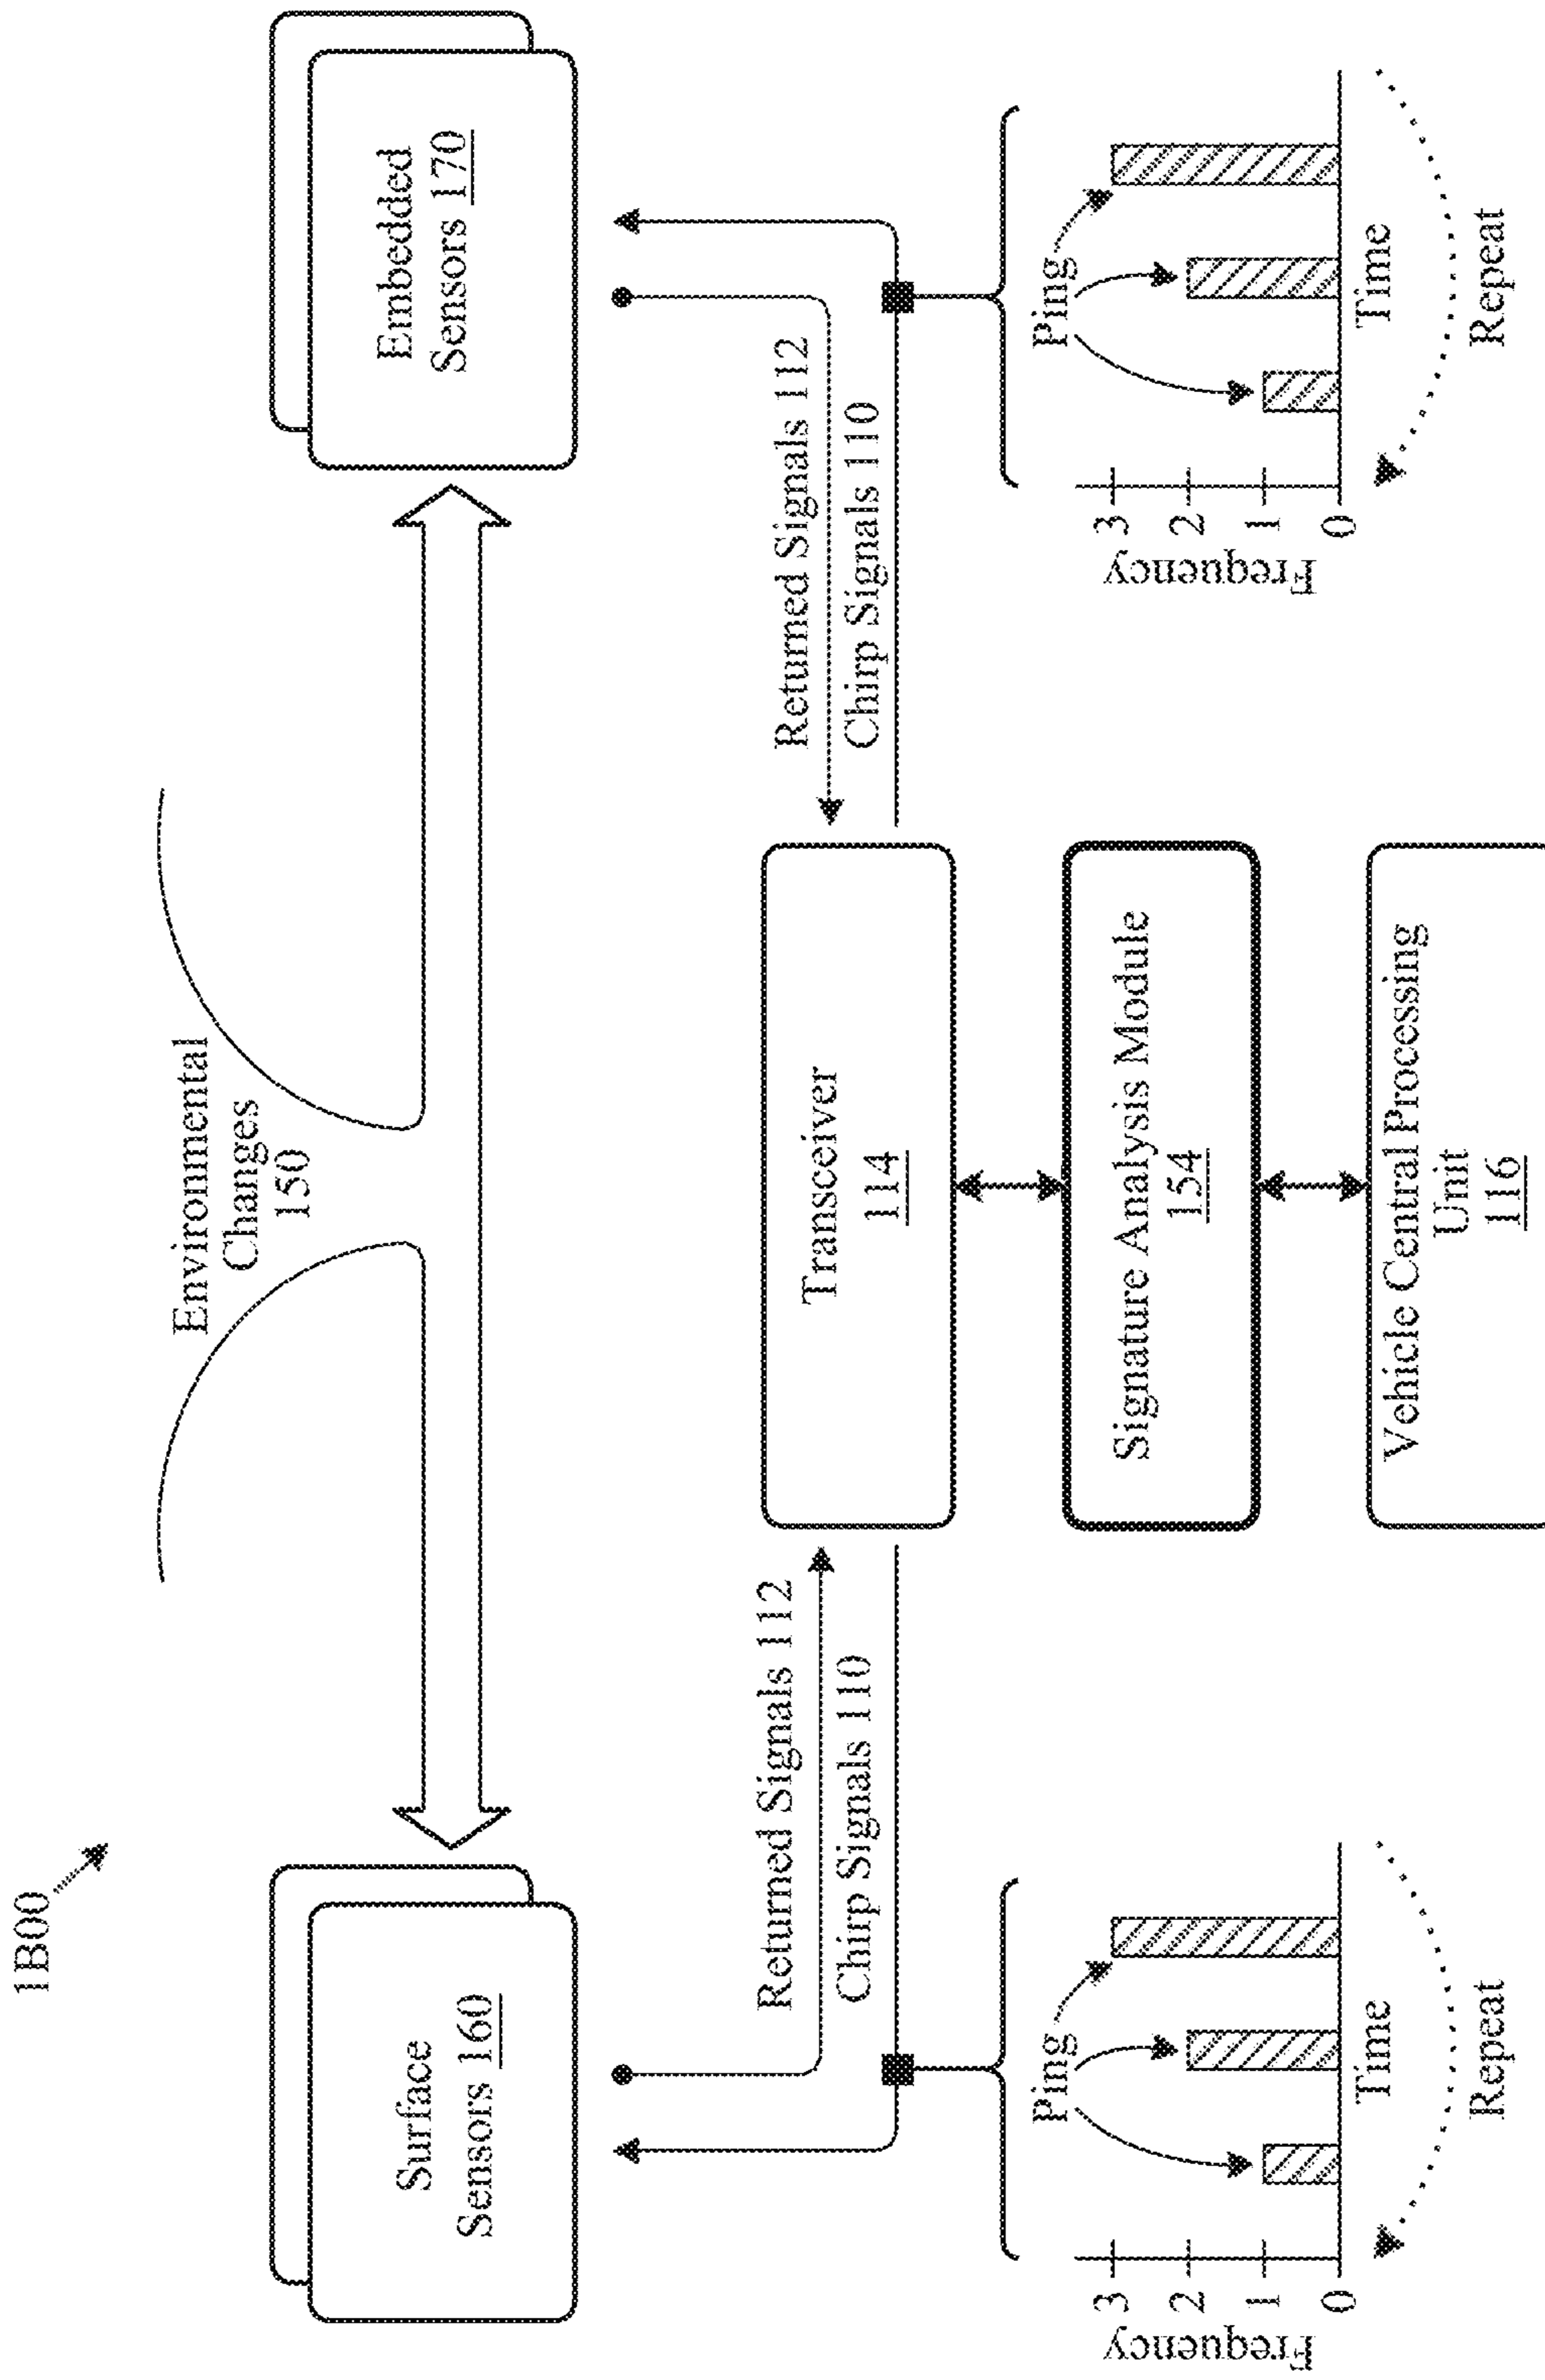 1B00
Environmental
Changes
150
Surface
Sensors 160
Embedded
Sensors 170
Returned Signals 112
Chirp Signals 110
Returned Signals 112
Chirp Signals 110
Transceiver
114
Signature Analysis Module
154
Vehicle Central Processing
Unit
116
Frequency
3
2
1
0
Ping
Time
Repeat
Frequency
3
2
1
0
Ping
Time
Repeat